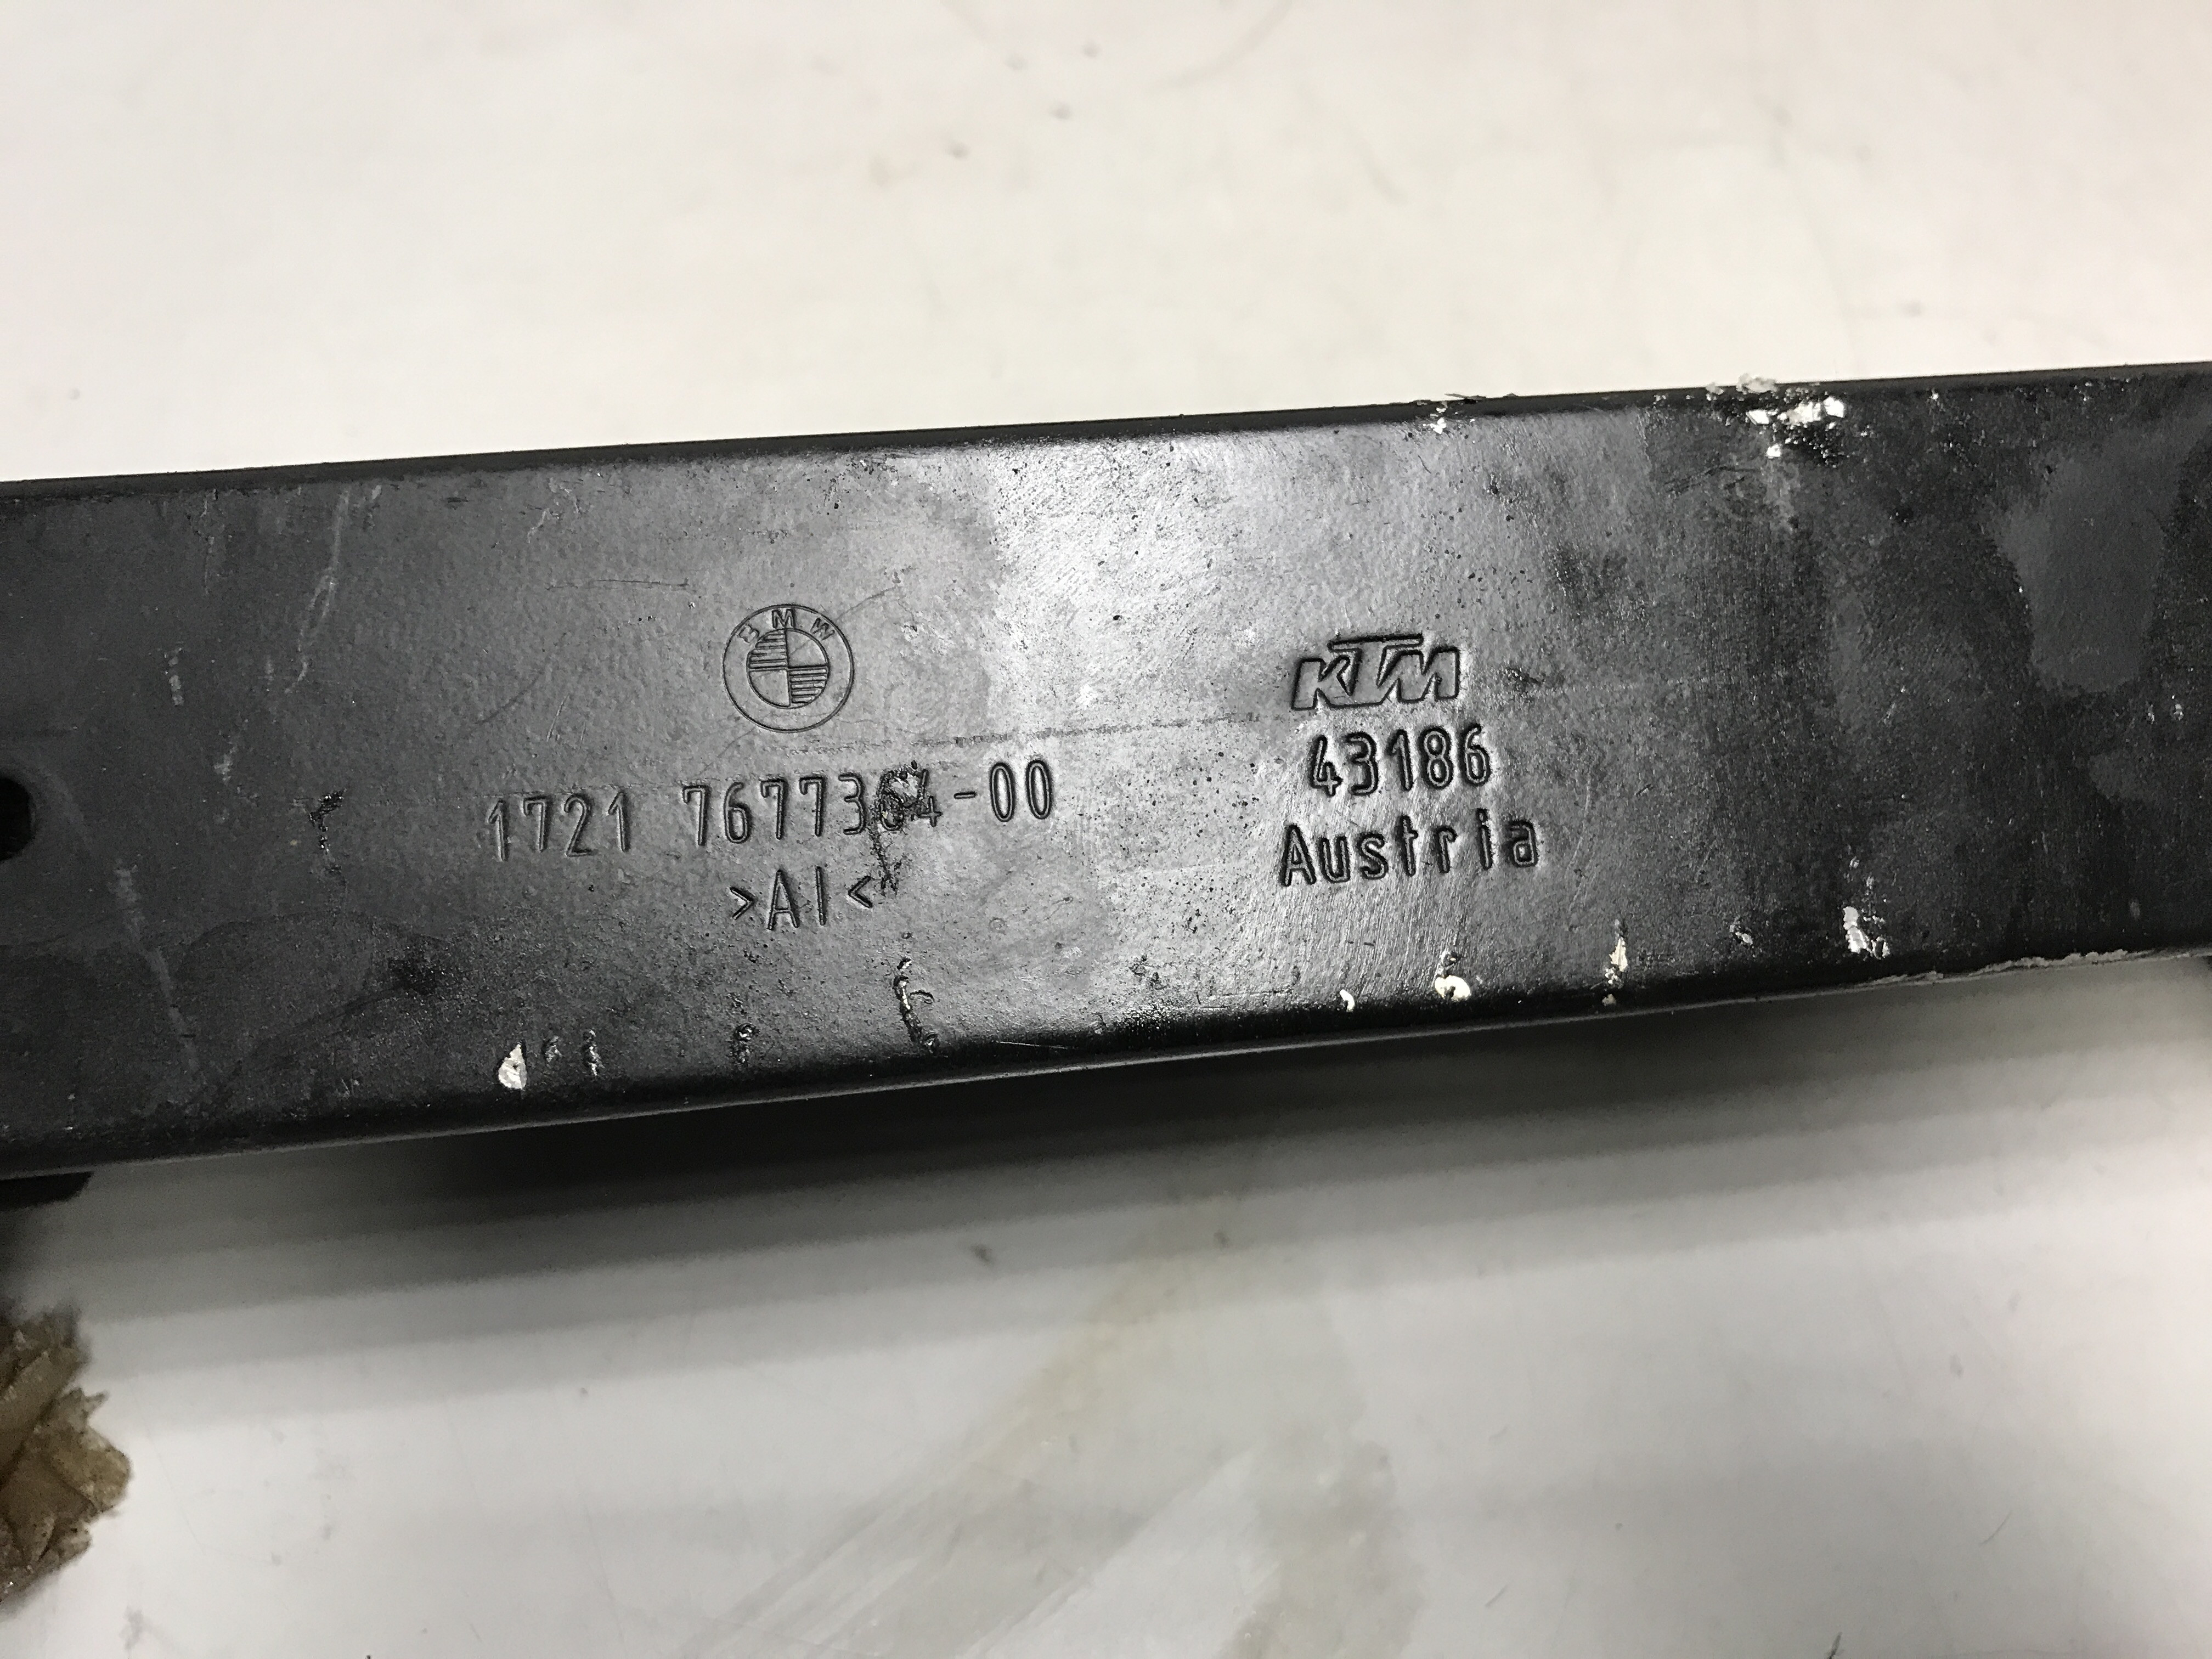 BMW
KTM
1721 7677364-00
43186
>Al<
Austria